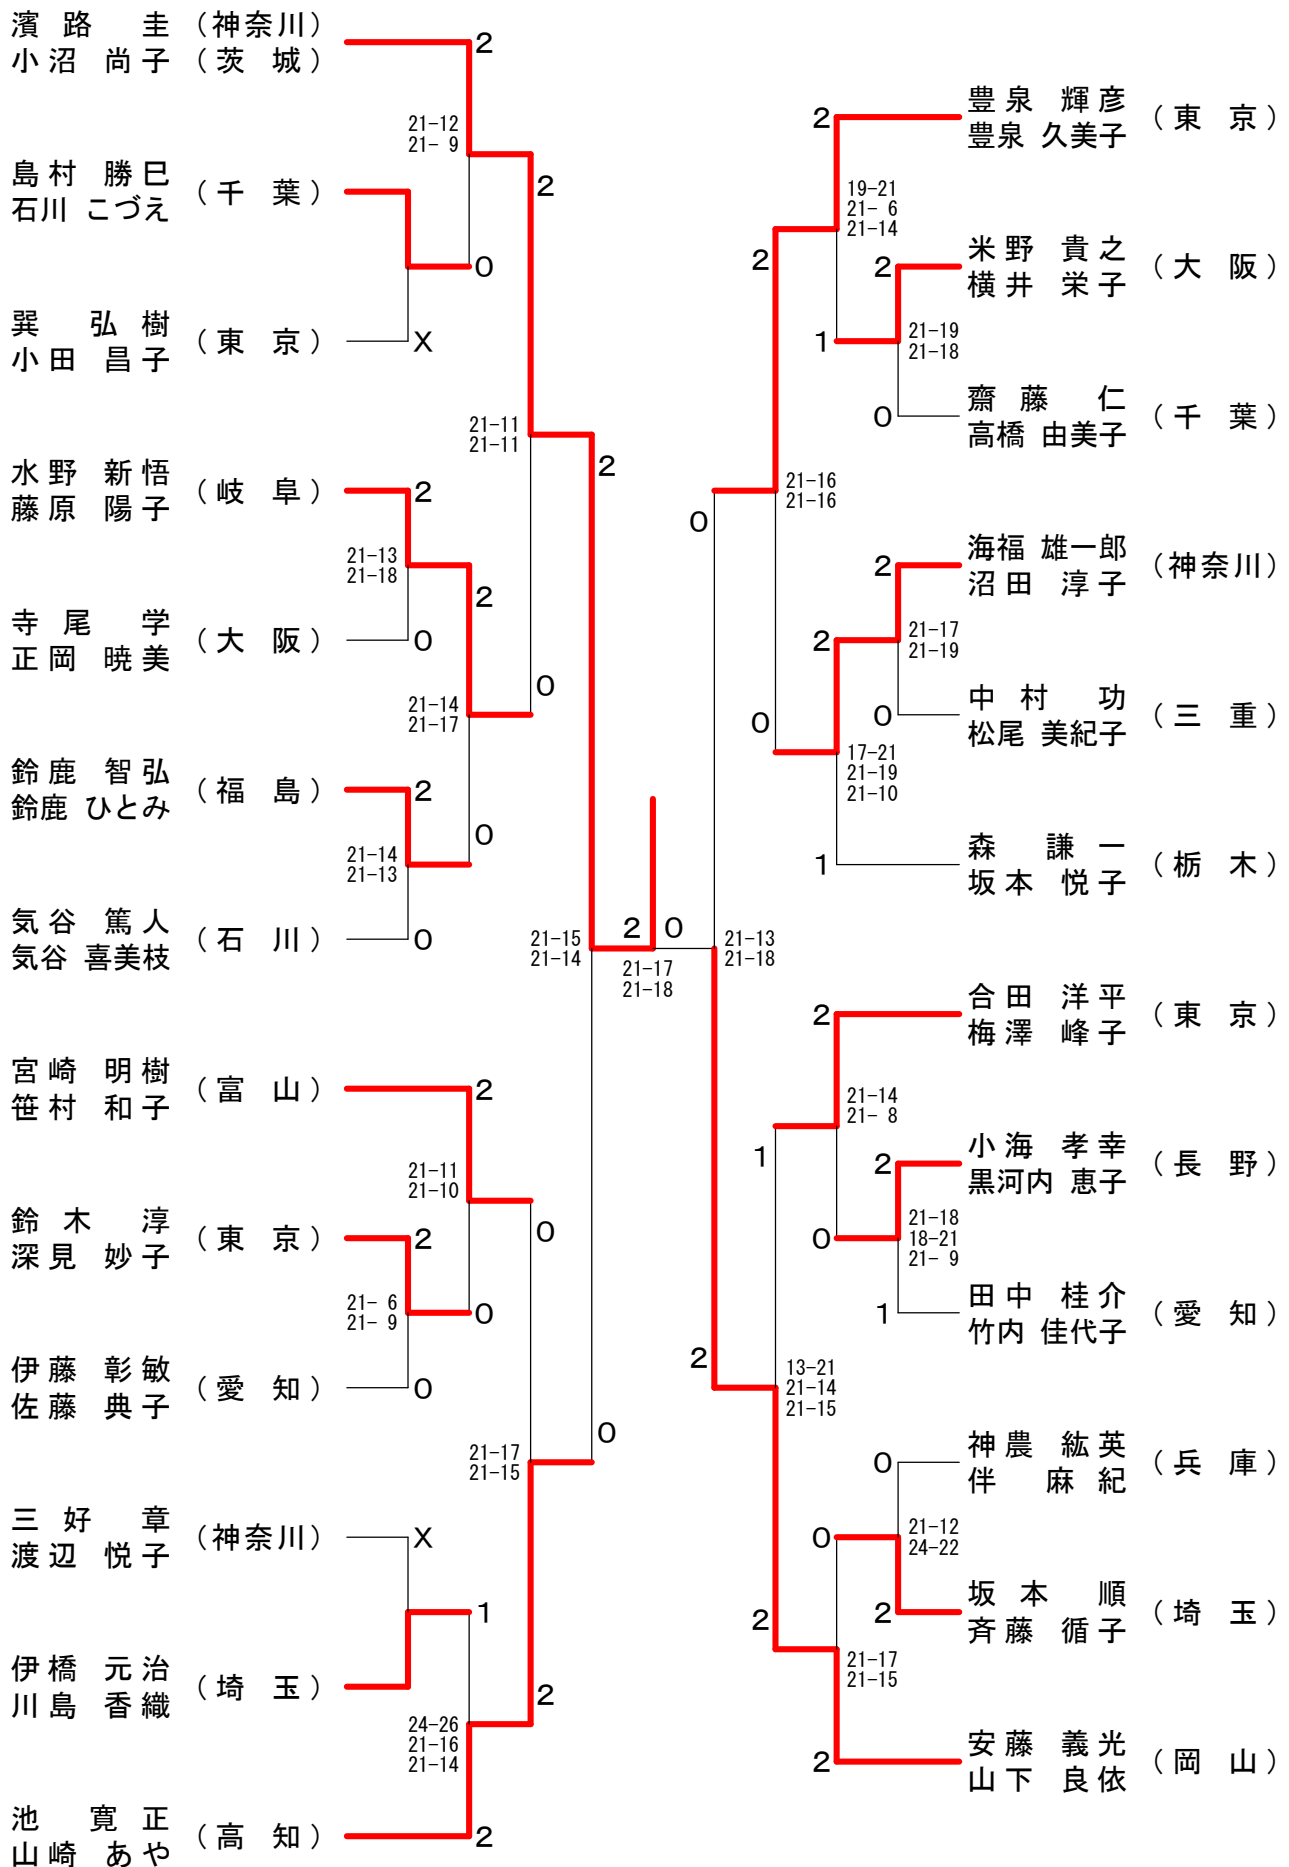 濱路 圭 (神奈川)
小沼 尚子 (茨城)
2
21-12
21- 9
島村 勝巳
石川 こづえ
(千葉)
0
2
巽 弘樹
小田 昌子
(東京)
X
21-11
21-11
水野 新悟
藤原 陽子
(岐阜)
2
21-13
21-18
2
寺尾 学
正岡 暁美
(大阪)
0
21-14
21-17
0
鈴鹿 智弘
鈴鹿 ひとみ
(福島)
2
21-14
21-13
0
気谷 篤人
気谷 喜美枝
(石川)
0
2
21-15
21-14
宮崎 明樹
笹村 和子
(富山)
2
21-11
21-10
0
鈴木 淳
深見 妙子
(東京)
2
21- 6
21- 9
0
伊藤 彰敏
佐藤 典子
(愛知)
0
21-17
21-15
0
三好 章
渡辺 悦子
(神奈川)
X
1
伊橋 元治
川島 香織
(埼玉)
2
24-26
21-16
21-14
池 寛正
山崎 あや
(高知)
2
2 0
21-17
21-18
2
豊泉 輝彦
豊泉 久美子
(東京)
19-21
21- 6
21-14
2
2
米野 貴之
横井 栄子
(大阪)
1
21-19
21-18
0
齋藤 仁
高橋 由美子
(千葉)
21-16
21-16
0
2
海福 雄一郎
沼田 淳子
(神奈川)
2
21-17
21-19
0
中村 功
松尾 美紀子
(三重)
0
17-21
21-19
21-10
1
森 謙一
坂本 悦子
(栃木)
21-13
21-18
2
合田 洋平
梅澤 峰子
(東京)
21-14
21- 8
1
2
小海 孝幸
黒河内 恵子
(長野)
0
21-18
18-21
21- 9
1
田中 桂介
竹内 佳代子
(愛知)
2
13-21
21-14
21-15
0
神農 紘英
伴 麻紀
(兵庫)
0
21-12
24-22
2
坂本 順
斉藤 循子
(埼玉)
2
21-17
21-15
2
安藤 義光
山下 良依
(岡山)